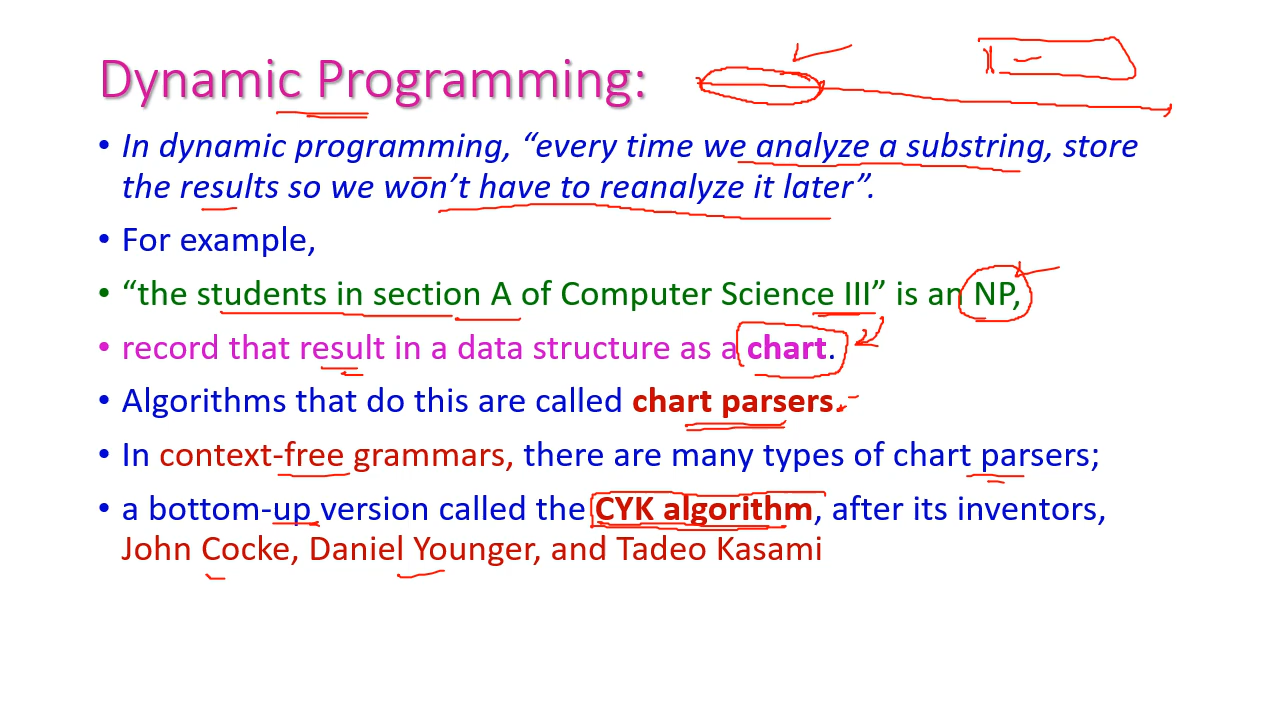 Dynamic Programming:
• In dynamic programming, “every time we analyze a substring, store
the results so we won’t have to reanalyze it later”.
• For example,
• “the students in section A of Computer Science III” is an NP,
• record that result in a data structure as a chart.
• Algorithms that do this are called chart parsers.
• In context-free grammars, there are many types of chart parsers;
• a bottom-up version called the CYK algorithm, after its inventors,
John Cocke, Daniel Younger, and Tadeo Kasami